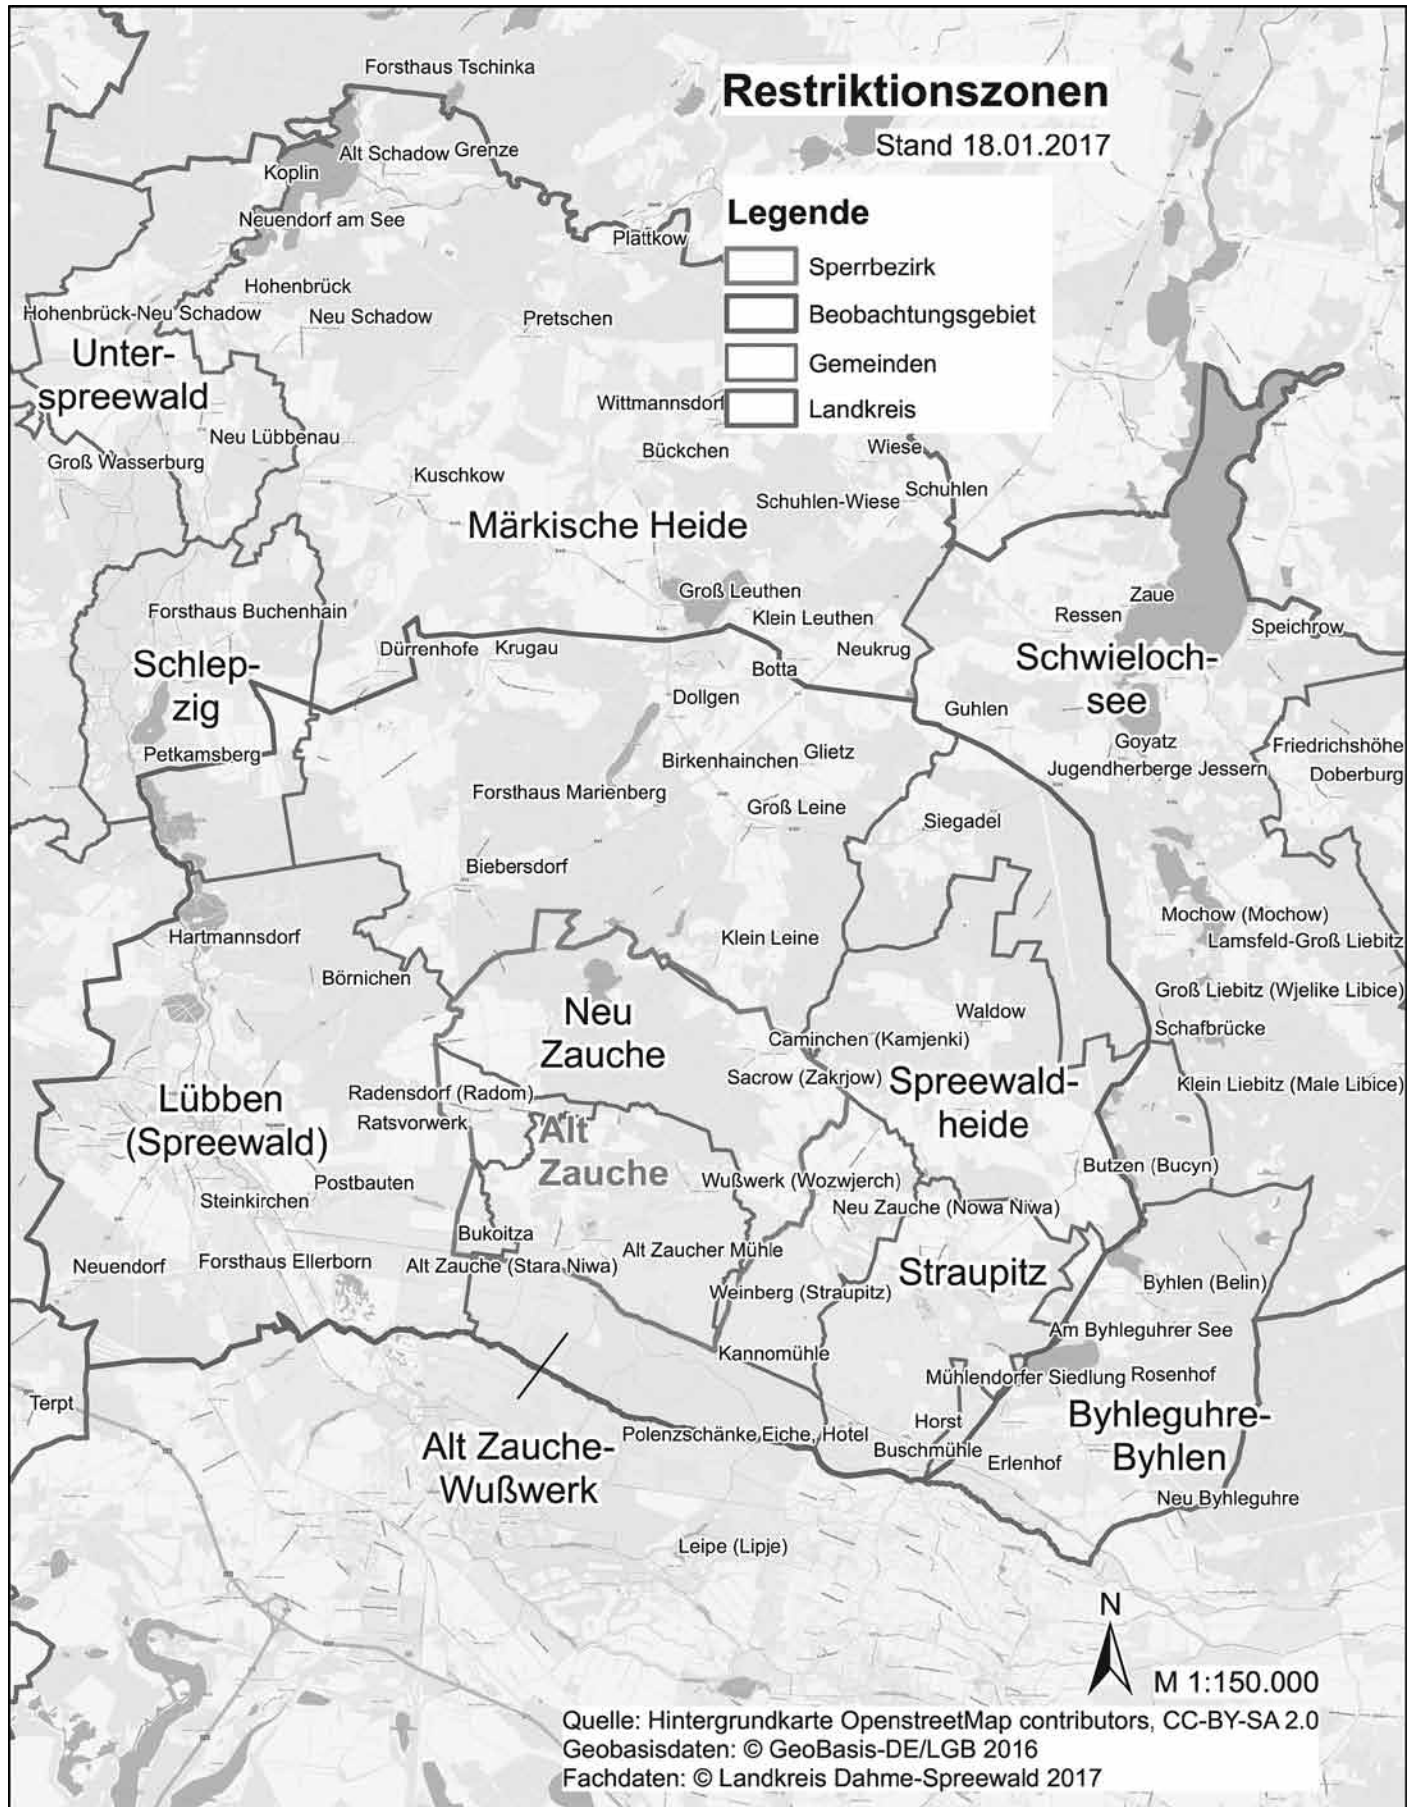 Forsthaus Tschinka
Restriktionszonen
Stand 18.01.2017
Alt Schadow
Grenze
Koplin
Neuendorf am See
Plattkow
Legende
Sperrbezirk
Beobachtungsgebiet
Gemeinden
Landkreis
Hohenbrück
Hohenbrück-Neu Schadow
Neu Schadow
Pretschen
Unter-
spreewald
Wittmannsdorf
Neu Lübbenau
Bückchen
Wiese
Groß Wasserburg
Kuschkow
Schuhlen-Wiese
Schuhlen
Märkische Heide
Groß Leuthen
Zaue
Forsthaus Buchenhain
Klein Leuthen
Ressen
Speichrow
Dürrenhofe
Krugau
Neukrug
Schlep-
zig
Botta
Schwieloch-
see
Dollgen
Guhlen
Petkamsberg
Birkenhainchen
Glietz
Goyatz
Friedrichshöhe
Jugendherberge Jessern
Doberburg
Forsthaus Marienberg
Groß Leine
Siegadel
Biebersdorf
Mochow (Mochow)
Hartmannsdorf
Klein Leine
Lamsfeld-Groß Liebitz
Börnichen
Groß Liebitz (Wjelike Libice)
Neu
Zauche
Waldow
Schafbrücke
Caminchen (Kamjenki)
Sacrow (Zakrjow)
Spreewald-
heide
Klein Liebitz (Male Libice)
Lübben
(Spreewald)
Radensdorf (Radom)
Ratsvorwerk
Alt
Zauche
Butzen (Bucyn)
Postbauten
Wußwerk (Wozwjerch)
Steinkirchen
Neu Zauche (Nowa Niwa)
Bukoitza
Neuendorf
Forsthaus Ellerborn
Alt Zauche (Stara Niwa)
Alt Zaucher Mühle
Straupitz
Byhlen (Belin)
Weinberg (Straupitz)
Am Byhleguhrer See
Kannomühle
Mühlendorfer Siedlung
Rosenhof
Terpt
Byhleguhre-
Byhlen
Horst
Polenzschänke
Eiche, Hotel
Buschmühle
Erlenhof
Alt Zauche-
Wußwerk
Neu Byhleguhre
Leipe (Lipje)
N
M 1:150.000
Quelle: Hintergrundkarte OpenstreetMap contributors, CC-BY-SA 2.0
Geobasisdaten: © GeoBasis-DE/LGB 2016
Fachdaten: © Landkreis Dahme-Spreewald 2017